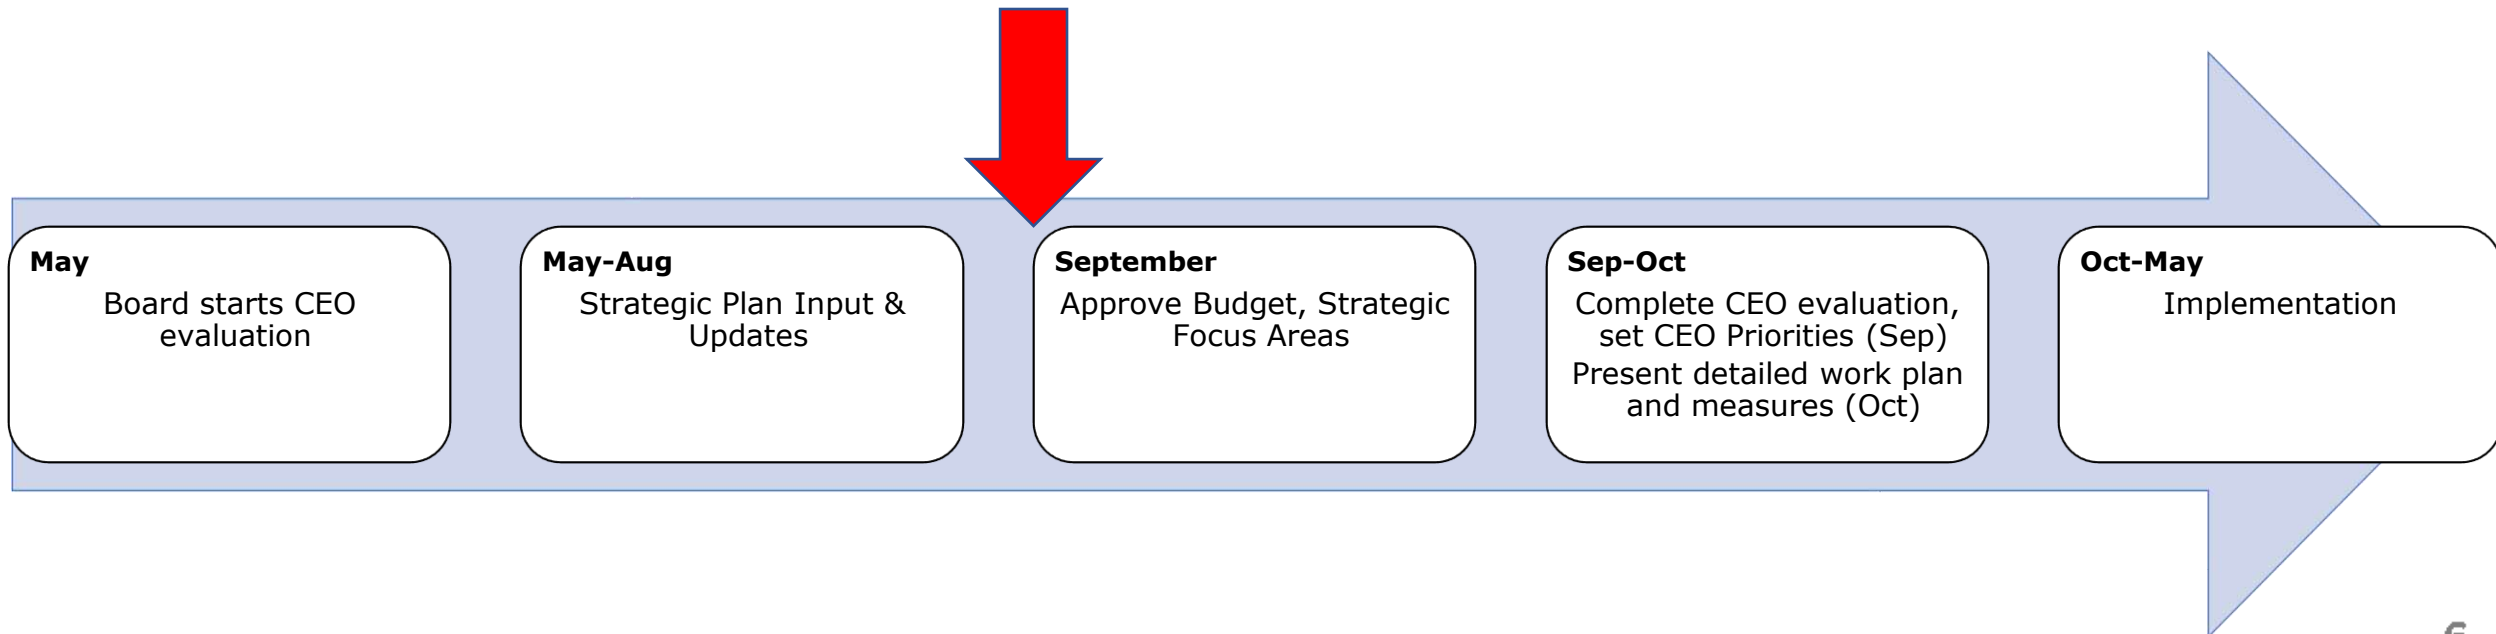 May
Board starts CEO
evaluation
May-Aug
Strategic Plan Input &
Updates
September
Approve Budget, Strategic
Focus Areas
Sep-Oct
Complete CEO evaluation,
set CEO Priorities (Sep)
Present detailed work plan
and measures (Oct)
Oct-May
Implementation